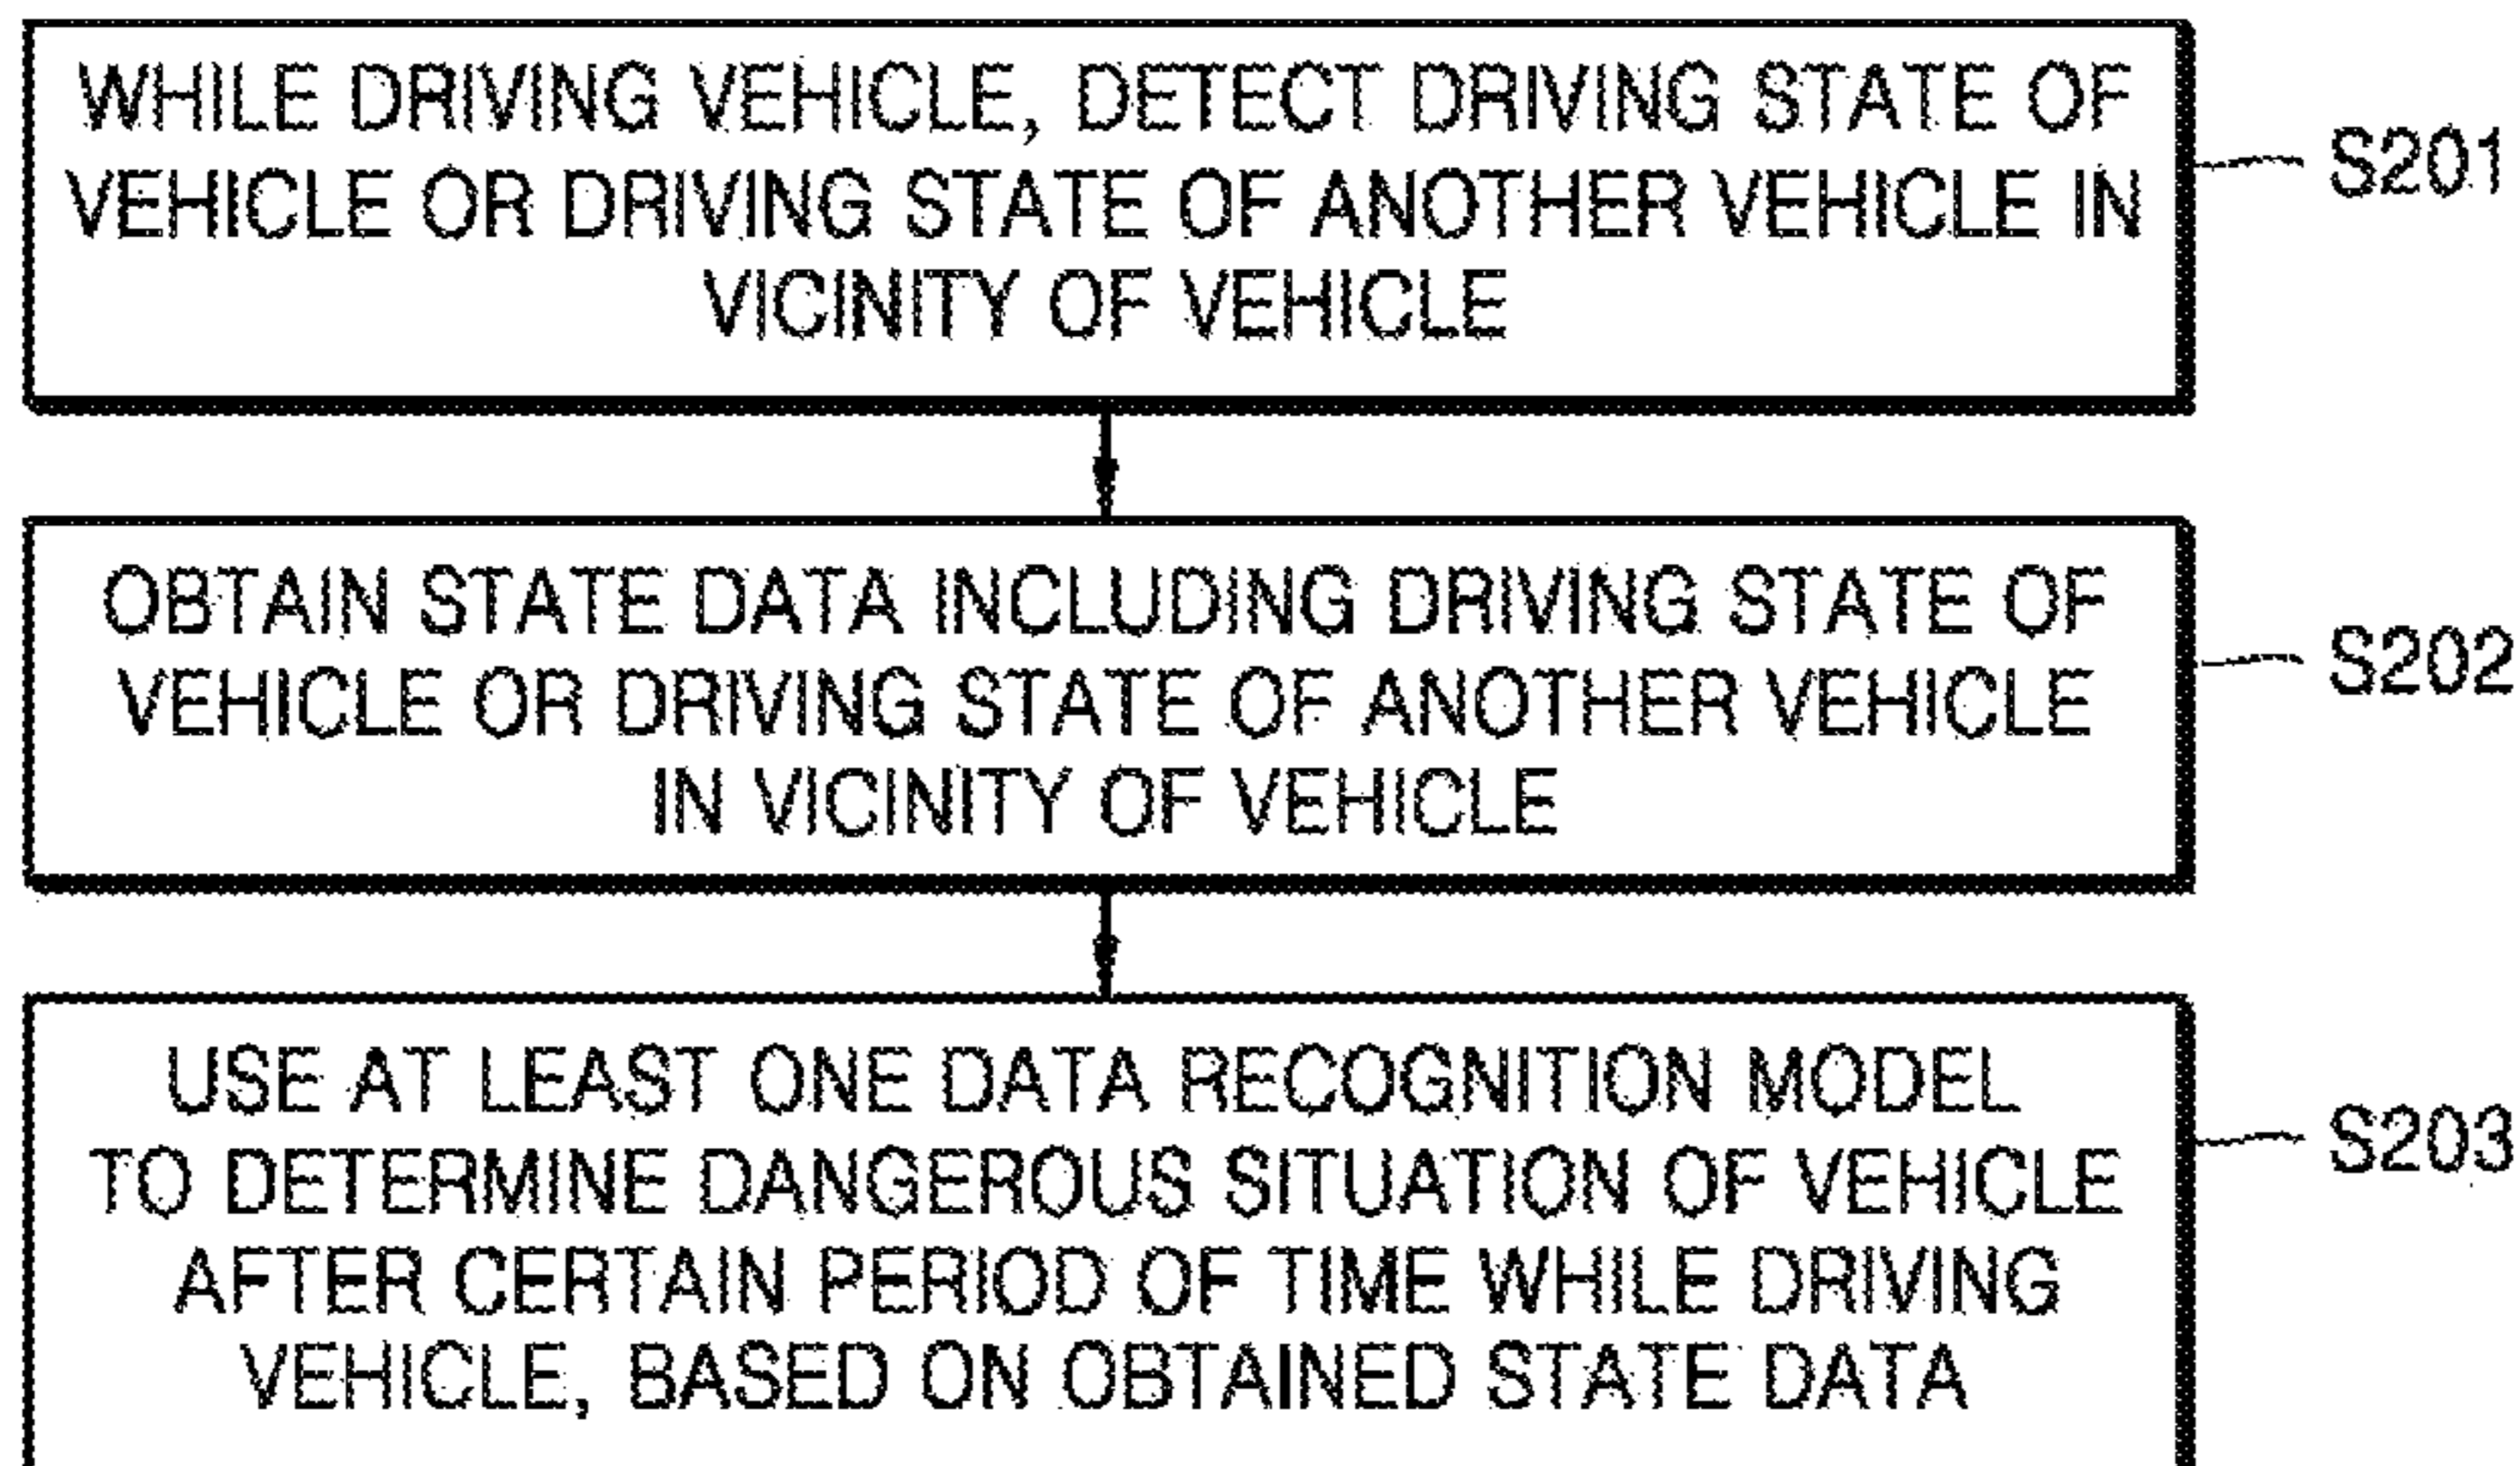 WHILE DRIVING VEHICLE, DETECT DRIVING STATE OF
VEHICLE OR DRIVING STATE OF ANOTHER VEHICLE IN
VICINITY OF VEHICLE
S201
OBTAIN STATE DATA INCLUDING DRIVING STATE OF
VEHICLE OR DRIVING STATE OF ANOTHER VEHICLE
IN VICINITY OF VEHICLE
S202
USE AT LEAST ONE DATA RECOGNITION MODEL
TO DETERMINE DANGEROUS SITUATION OF VEHICLE
AFTER CERTAIN PERIOD OF TIME WHILE DRIVING
VEHICLE, BASED ON OBTAINED STATE DATA
S203